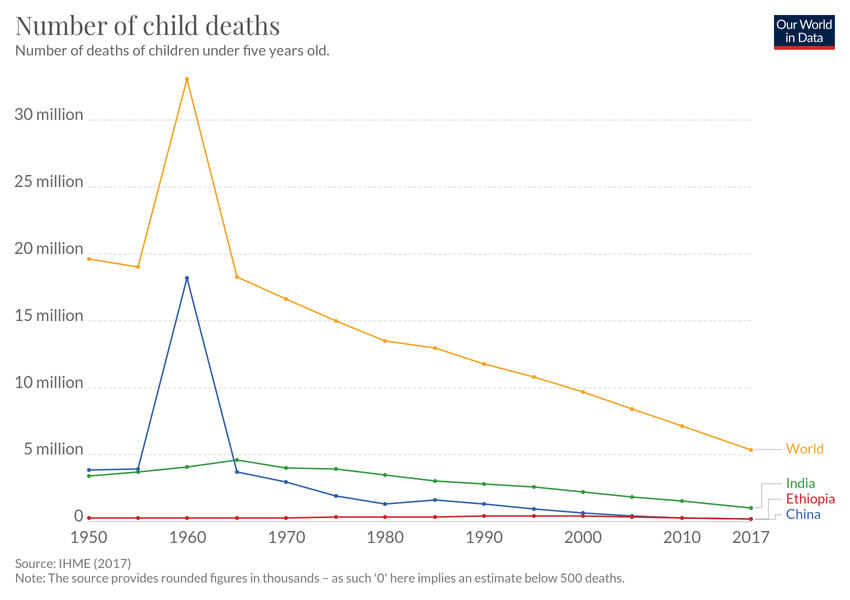 Number of child deaths
Number of deaths of children under five years old.
Our World
in Data
30 million
25 million
20 million
15 million
10 million
5 million
0
World
India
Ethiopia
China
1950
1960
1970
1980
1990
2000
2010
2017
Source: IHME (2017)
Note: The source provides rounded figures in thousands – as such '0' here implies an estimate below 500 deaths.